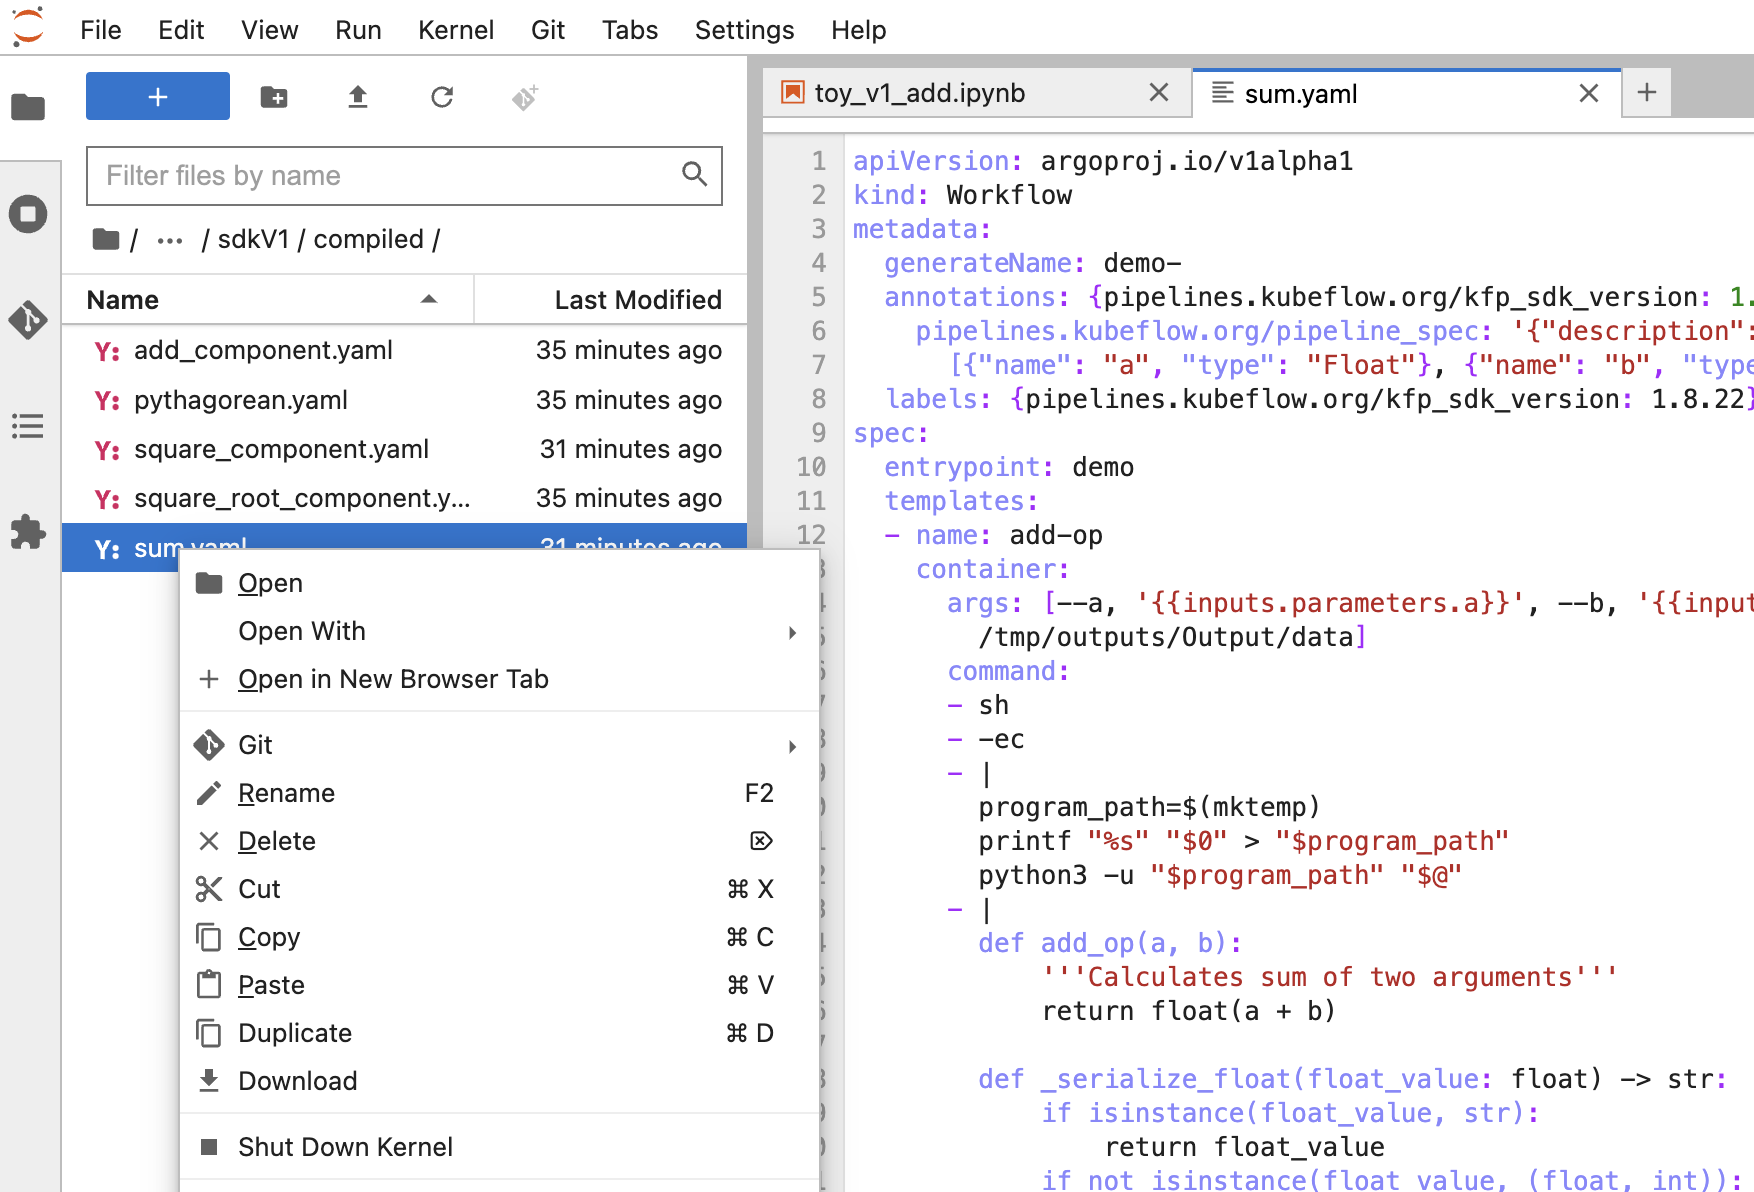 File Edit View Run Kernel Git Tabs Settings Help
toy_v1_add.ipynb
sum.yaml
Filter files by name
/ ... / sdkV1 / compiled /
Name Last Modified
Y: add_component.yaml 35 minutes ago
Y: pythagorean.yaml 35 minutes ago
Y: square_component.yaml 31 minutes ago
Y: square_root_component.y... 35 minutes ago
Y: sum.yaml 31 minutes ago
Open
Open With
Open in New Browser Tab
Git
Rename F2
Delete
Cut ⌘ X
Copy ⌘ C
Paste ⌘ V
Duplicate ⌘ D
Download
Shut Down Kernel
1 apiVersion: argoproj.io/v1alpha1
2 kind: Workflow
3 metadata:
4 generateName: demo-
5 annotations: {pipelines.kubeflow.org/kfp_sdk_version: 1.
6 pipelines.kubeflow.org/pipeline_spec: '{"description":
7 [{"name": "a", "type": "Float"}, {"name": "b", "type
8 labels: {pipelines.kubeflow.org/kfp_sdk_version: 1.8.22}
9 spec:
10 entrypoint: demo
11 templates:
12 - name: add-op
container:
args: [--a, '{{inputs.parameters.a}}', --b, '{{input
/tmp/outputs/Output/data]
command:
- sh
- -ec
- |
program_path=$(mktemp)
printf "%s" "$0" > "$program_path"
python3 -u "$program_path" "$@"
- |
def add_op(a, b):
'''Calculates sum of two arguments'''
return float(a + b)
def _serialize_float(float_value: float) -> str:
if isinstance(float_value, str):
return float_value
if not isinstance(float_value, (float, int)):